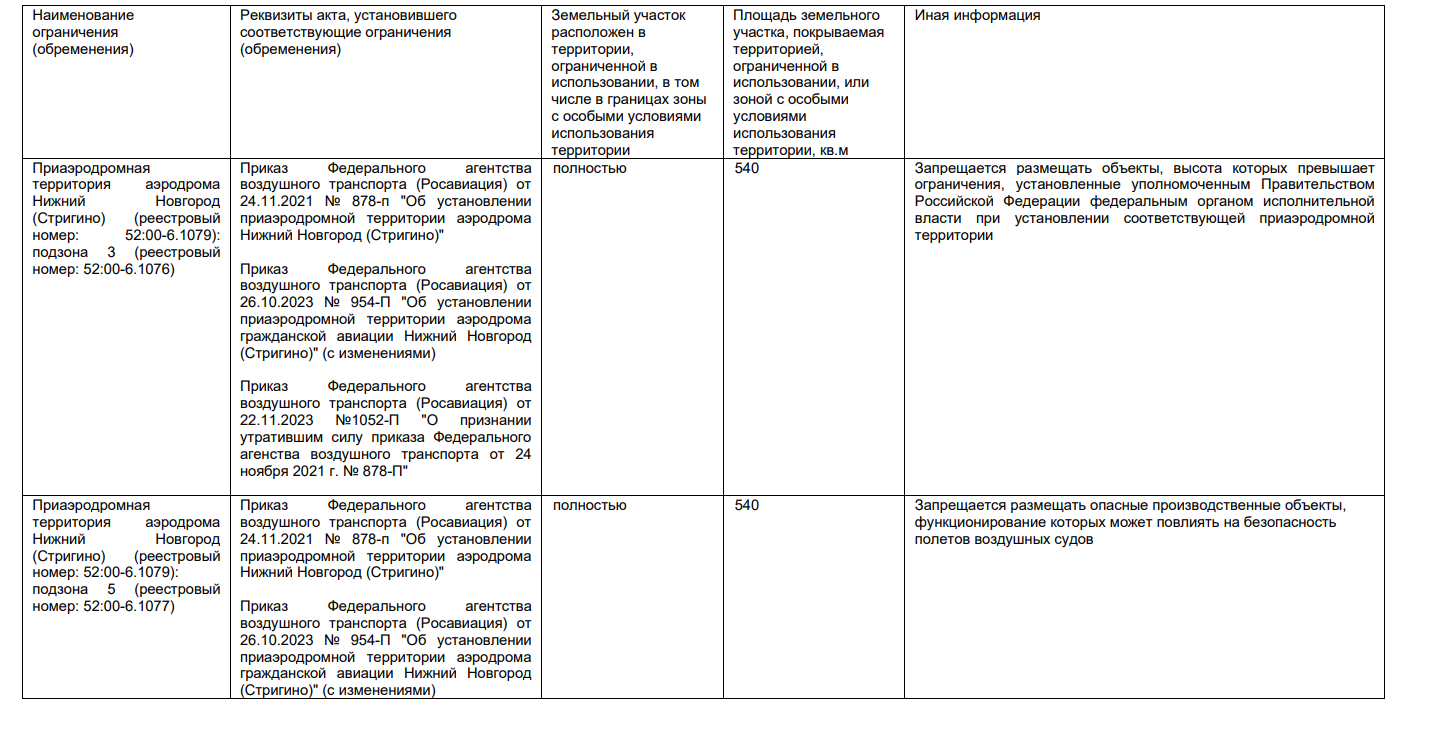 Наименование
ограничения
(обременения)
Реквизиты акта, установившего
соответствующие ограничения
(обременения)
Земельный участок
расположен в
территории,
ограниченной в
использовании, в том
числе в границах зоны
с особыми условиями
использования
территории
Площадь земельного
участка, покрываемая
территорией,
ограниченной в
использовании, или
зоной с особыми
условиями
использования
территории, кв.м
Иная информация
Приаэродромная
территория аэродрома
Нижний Новгород
(Стригино) (реестровый
номер: 52:00-6.1079):
подзона 3 (реестровый
номер: 52:00-6.1076)
Приказ Федерального агентства
воздушного транспорта (Росавиация) от
24.11.2021 № 878-п "Об установлении
приаэродромной территории аэродрома
Нижний Новгород (Стригино)"
Приказ Федерального агентства
воздушного транспорта (Росавиация) от
26.10.2023 № 954-П "Об установлении
приаэродромной территории аэродрома
гражданской авиации Нижний Новгород
(Стригино)" (с изменениями)
Приказ Федерального агентства
воздушного транспорта (Росавиация) от
22.11.2023 №1052-П "О признании
утратившим силу приказа Федерального
агенства воздушного транспорта от 24
ноября 2021 г. № 878-П"
полностью
540
Запрещается размещать объекты, высота которых превышает
ограничения, установленные уполномоченным Правительством
Российской Федерации федеральным органом исполнительной
власти при установлении соответствующей приаэродромной
территории
Приаэродромная
территория аэродрома
Нижний Новгород
(Стригино) (реестровый
номер: 52:00-6.1079):
подзона 5 (реестровый
номер: 52:00-6.1077)
Приказ Федерального агентства
воздушного транспорта (Росавиация) от
24.11.2021 № 878-п "Об установлении
приаэродромной территории аэродрома
Нижний Новгород (Стригино)"
Приказ Федерального агентства
воздушного транспорта (Росавиация) от
26.10.2023 № 954-П "Об установлении
приаэродромной территории аэродрома
гражданской авиации Нижний Новгород
(Стригино)" (с изменениями)
полностью
540
Запрещается размещать опасные производственные объекты,
функционирование которых может повлиять на безопасность
полетов воздушных судов